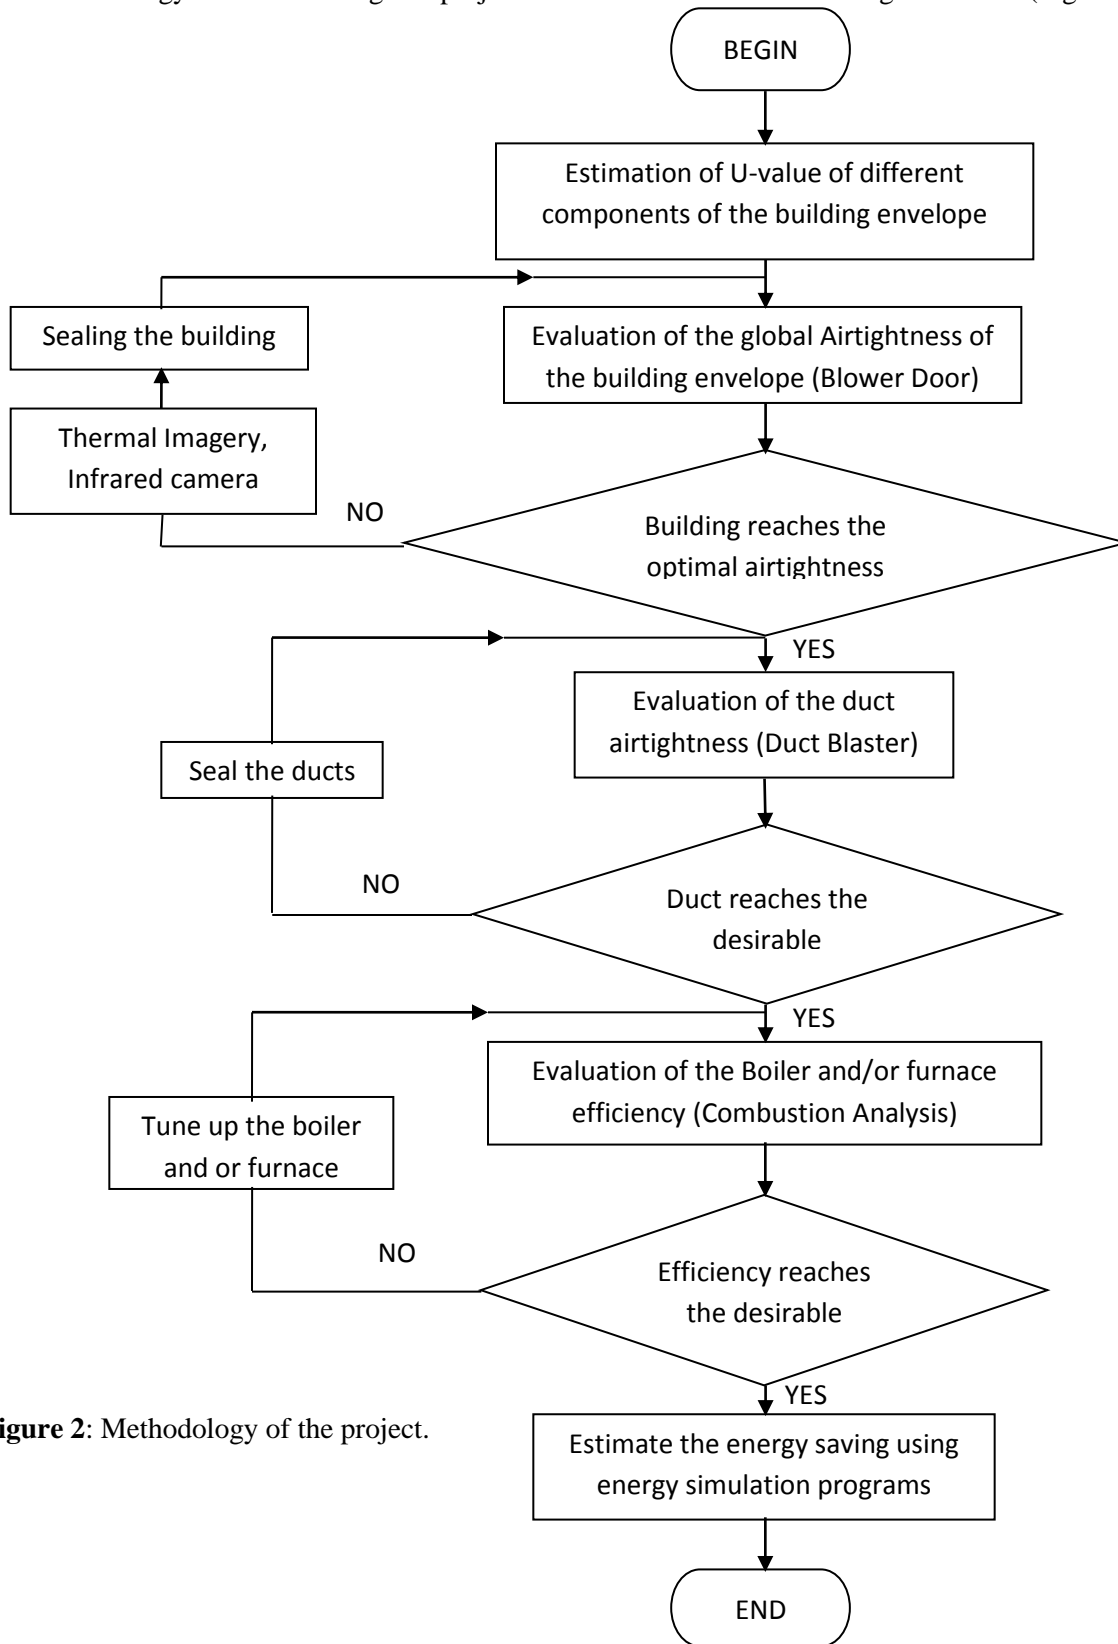 BEGIN
Estimation of U-value of different
components of the building envelope
Sealing the building
Evaluation of the global Airtightness of
the building envelope (Blower Door)
Thermal Imagery,
Infrared camera
NO
Building reaches the
optimal airtightness
YES
Evaluation of the duct
airtightness (Duct Blaster)
Seal the ducts
NO
Duct reaches the
desirable
YES
Evaluation of the Boiler and/or furnace
efficiency (Combustion Analysis)
Tune up the boiler
and or furnace
NO
Efficiency reaches
the desirable
YES
igure 2: Methodology of the project.
Estimate the energy saving using
energy simulation programs
END